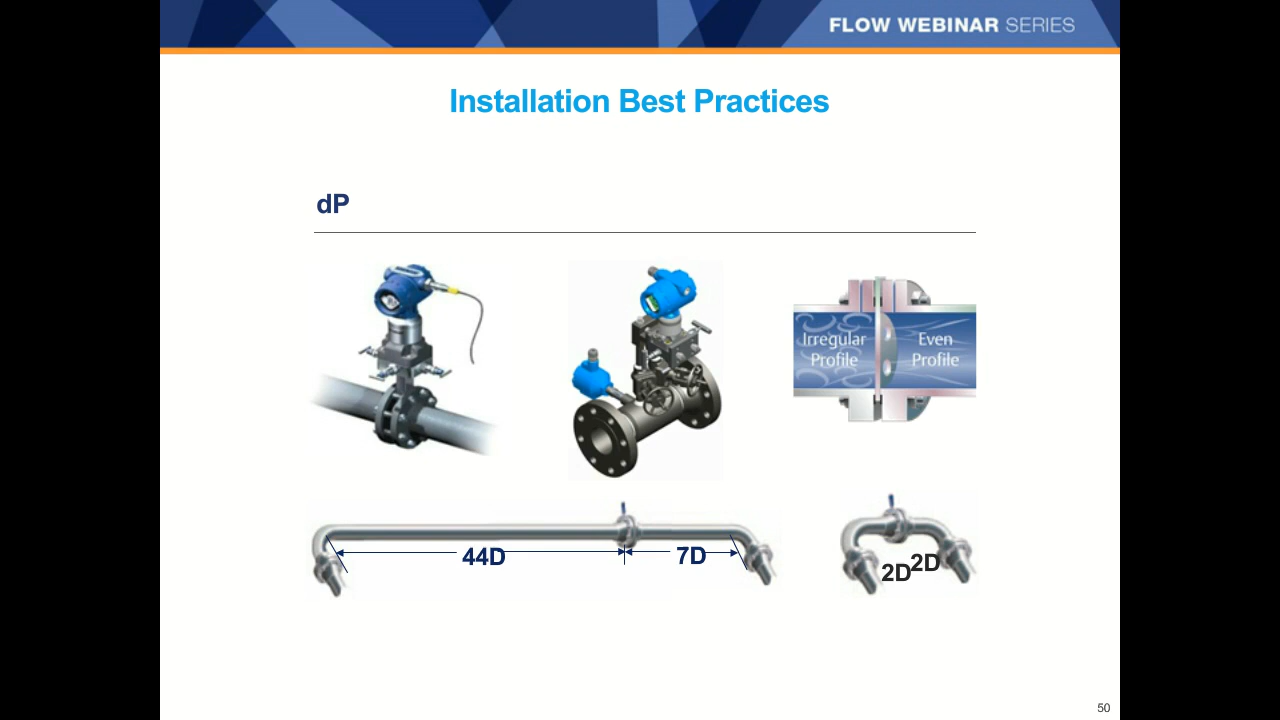 FLOW WEBINAR SERIES
Installation Best Practices
dP
Irregular
Profile
Even
Profile
44D
7D
2D
2D
50